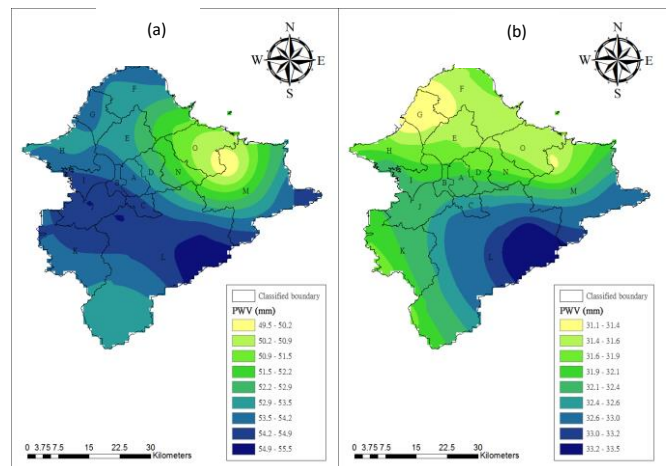 (a)
N
W E
S
F
G
E
H
O
I
B
A
D
N
M
J
C
K
L
Classified boundary
PWV (mm)
49.5 - 50.2
50.2 - 50.9
50.9 - 51.5
51.5 - 52.2
52.2 - 52.9
52.9 - 53.5
53.5 - 54.2
54.2 - 54.9
54.9 - 55.5
0 3.75 7.5 15 22.5 30
Kilometers
(b)
N
W E
S
F
G
E
H
O
I
B
A
D
N
M
J
C
K
L
Classified boundary
PWV (mm)
31.1 - 31.4
31.4 - 31.6
31.6 - 31.9
31.9 - 32.1
32.1 - 32.4
32.4 - 32.6
32.6 - 33.0
33.0 - 33.2
33.2 - 33.5
0 3.75 7.5 15 22.5 30
Kilometers